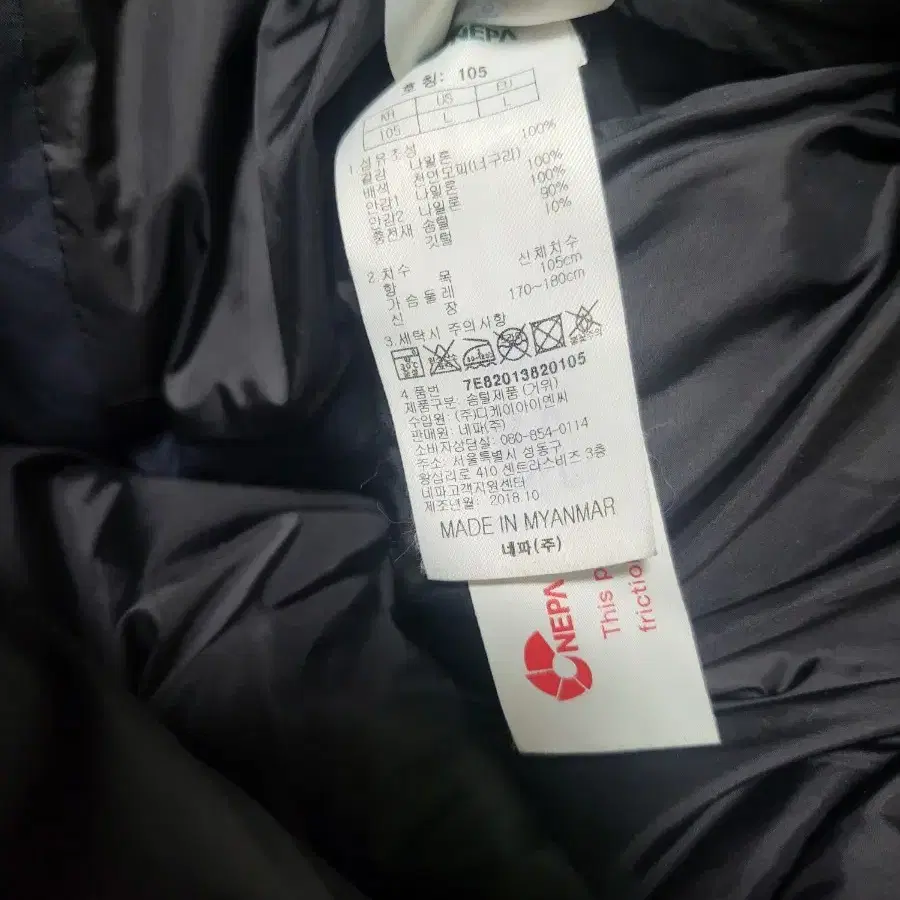 NEPA
호 칭: 105
KR US EU
105 L L
1.섬유조성
겉감 나일론 100%
배색 천연모피(너구리)
안감1 나일론 100%
안감2 나일론 100%
충전재 솜털 90%
깃털 10%
2.치수
항 목 신체치수
가슴둘레 105cm
신 장 170~180cm
3.세탁시 주의사항
4.품번 7E82013820105
제품구분: 솜털제품 (거위)
수입원: (주)디케이아이엔씨
판매원: 네파(주)
소비자상담실: 080-854-0114
주소: 서울특별시 성동구
왕십리로 410 센트라스비즈 3층
네파고객지원센터
제조년월: 2018.10
MADE IN MYANMAR
네파(주)
NEPA
This p
frictio